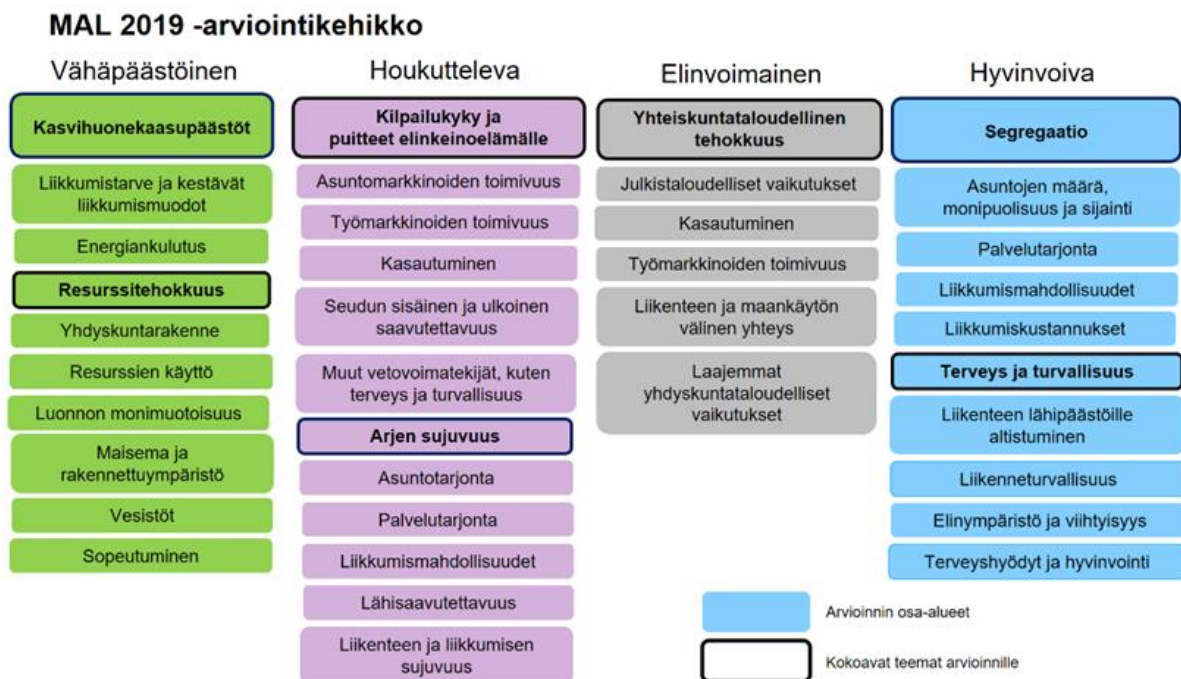 MAL 2019 -arviointikehikko
Vähäpäästöinen
Kasvihuonekaasupäästöt
Liikkumistarve ja kestävät
liikkumismuodot
Energiankulutus
Resurssitehokkuus
Yhdyskuntarakenne
Resurssien käyttö
Luonnon monimuotoisuus
Maisema ja
rakennettuympäristö
Vesistöt
Sopeutuminen
Houkutteleva
Kilpailukyky ja
puitteet elinkeinoelämälle
Asuntomarkkinoiden toimivuus
Työmarkkinoiden toimivuus
Kasautuminen
Seudun sisäinen ja ulkoinen
saavutettavuus
Muut vetovoimatekijät, kuten
terveys ja turvallisuus
Arjen sujuvuus
Asuntotarjonta
Palvelutarjonta
Liikkumismahdollisuudet
Lähisaavutettavuus
Liikenteen ja liikkumisen
sujuvuus
Elinvoimainen
Yhteiskuntataloudellinen
tehokkuus
Julkistaloudelliset vaikutukset
Kasautuminen
Työmarkkinoiden toimivuus
Liikenteen ja maankäytön
välinen yhteys
Laajemmat
yhdyskuntataloudelliset
vaikutukset
Hyvinvoiva
Segregaatio
Asuntojen määrä,
monipuolisuus ja sijainti
Palvelutarjonta
Liikkumismahdollisuudet
Liikkumiskustannukset
Terveys ja turvallisuus
Liikenteen lähipäästöille
altistuminen
Liikenneturvallisuus
Elinympäristö ja viihtyisyys
Terveyshyödyt ja hyvinvointi
Arvioinnin osa-alueet
Kokoavat teemat arvioinnille